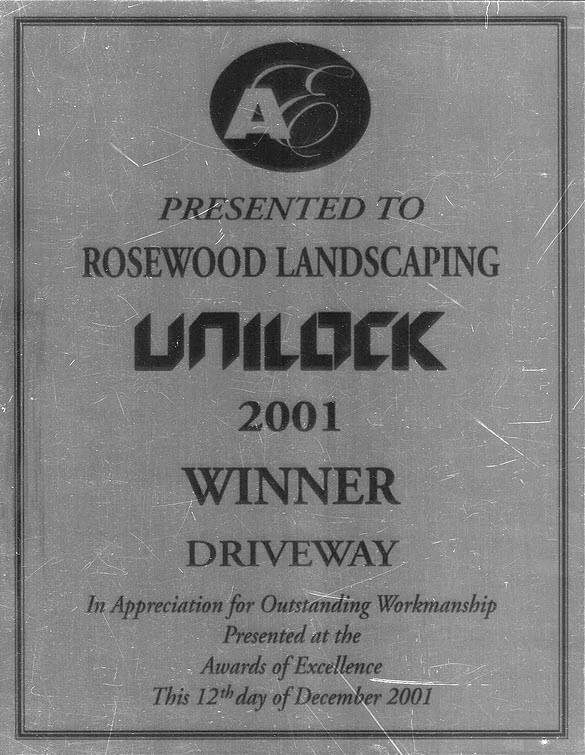 AE
PRESENTED TO
ROSEWOOD LANDSCAPING
UNILOCK
2001
WINNER
DRIVEWAY
In Appreciation for Outstanding Workmanship
Presented at the
Awards of Excellence
This 12th day of December 2001